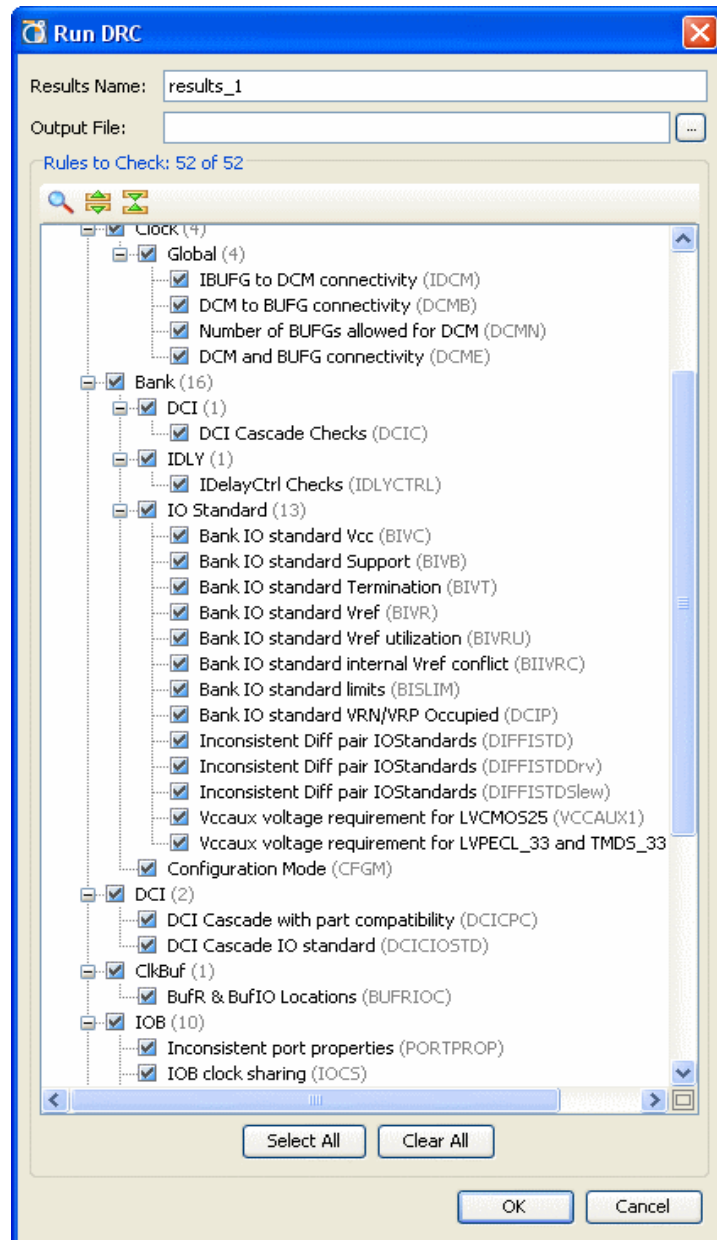 Run DRC
Results Name: results_1
Output File: ...
Rules to Check: 52 of 52
Clock (4)
Global (4)
IBUFG to DCM connectivity (IDCM)
DCM to BUFG connectivity (DCMB)
Number of BUFGs allowed for DCM (DCMN)
DCM and BUFG connectivity (DCME)
Bank (16)
DCI (1)
DCI Cascade Checks (DCIC)
IDLY (1)
IDelayCtrl Checks (IDLYCTRL)
IO Standard (13)
Bank IO standard Vcc (BIVC)
Bank IO standard Support (BIVB)
Bank IO standard Termination (BIVT)
Bank IO standard Vref (BIVR)
Bank IO standard Vref utilization (BIVRU)
Bank IO standard internal Vref conflict (BIIVRC)
Bank IO standard limits (BISLIM)
Bank IO standard VRN/VRP Occupied (DCIP)
Inconsistent Diff pair IOStandards (DIFFISTD)
Inconsistent Diff pair IOStandards (DIFFISTDDrv)
Inconsistent Diff pair IOStandards (DIFFISTDSlew)
Vccaux voltage requirement for LVCMOS25 (VCCAUX1)
Vccaux voltage requirement for LVPECL_33 and TMDS_33
Configuration Mode (CFGM)
DCI (2)
DCI Cascade with part compatibility (DCICPC)
DCI Cascade IO standard (DCICIOSTD)
ClkBuf (1)
BufR & BufIO Locations (BUFRIOC)
IOB (10)
Inconsistent port properties (PORTPROP)
IOB clock sharing (IOCS)
Select All Clear All
OK Cancel